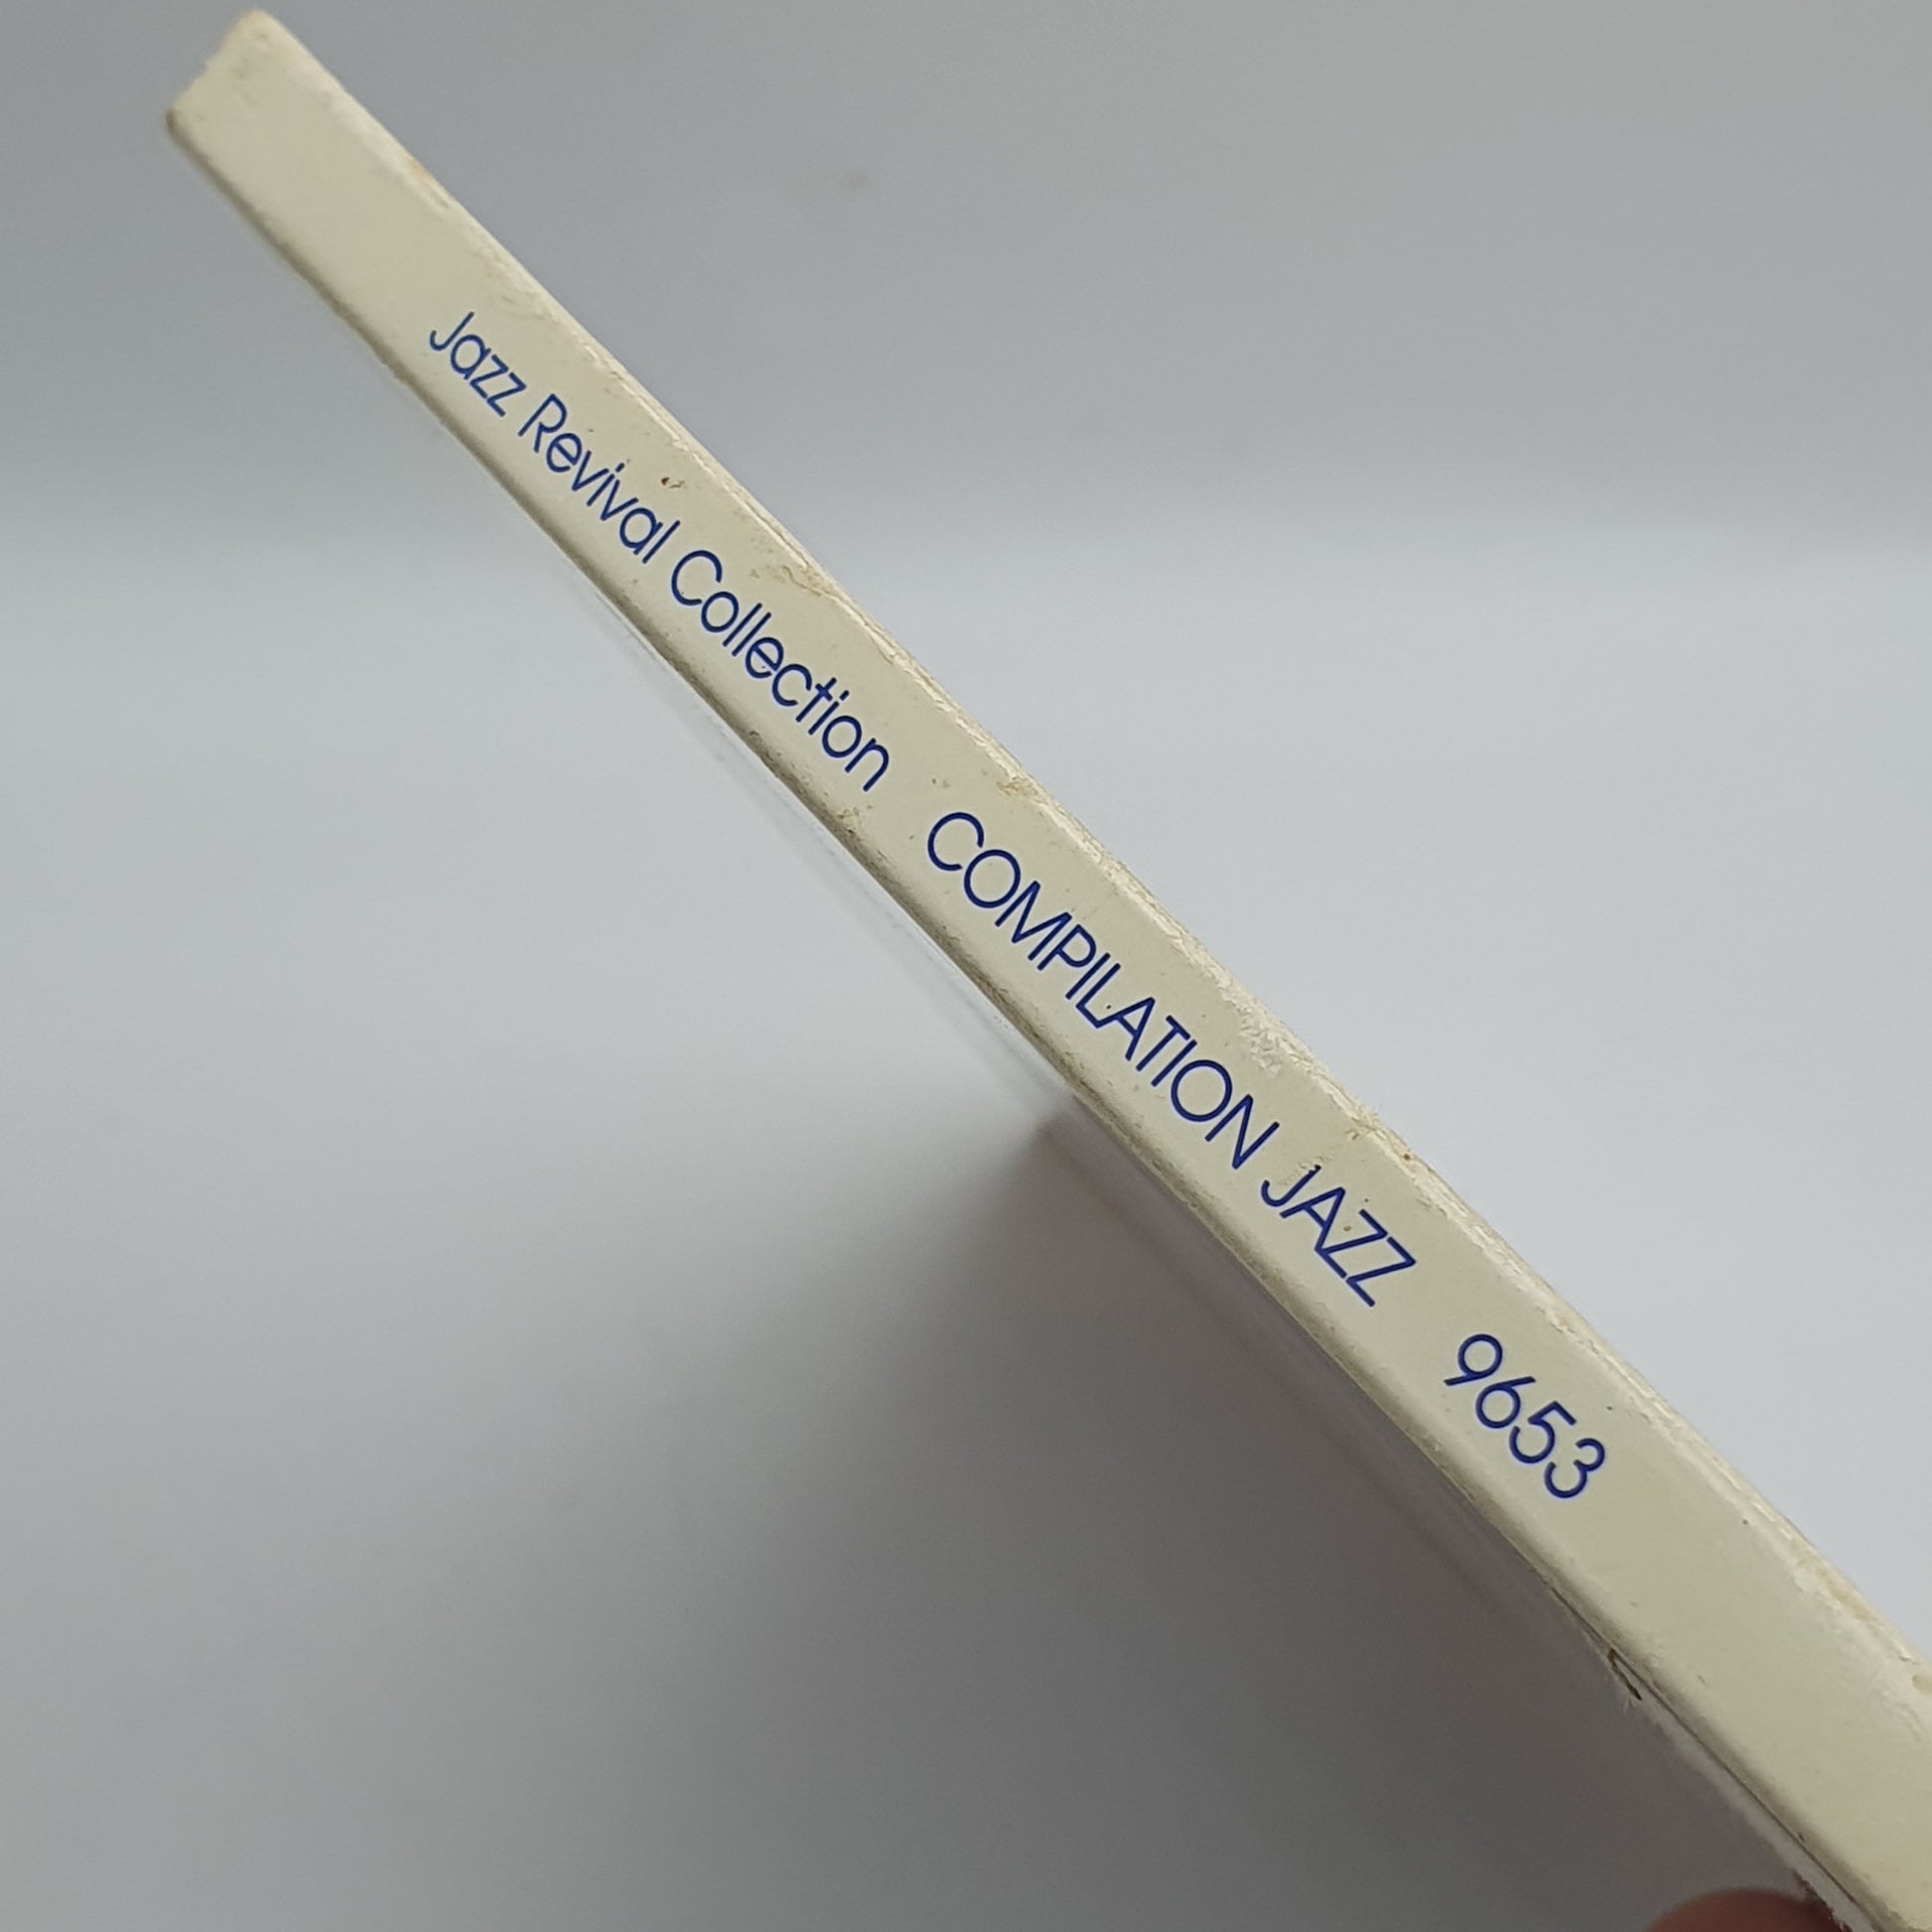 Jazz Revival Collection COMPILATION JAZZ 9653